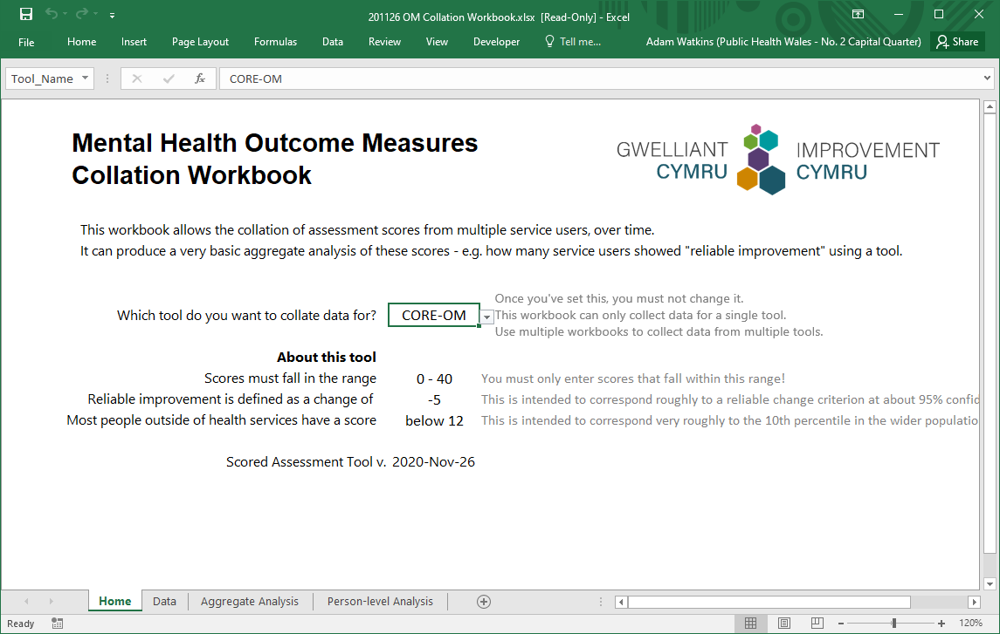 201126 OM Collation Workbook.xlsx [Read-Only] - Excel
File Home Insert Page Layout Formulas Data Review View Developer Tell me... Adam Watkins (Public Health Wales - No. 2 Capital Quarter) Share
Tool_Name fx CORE-OM
Mental Health Outcome Measures
Collation Workbook
GWELLIANT
CYMRU
IMPROVEMENT
CYMRU
This workbook allows the collation of assessment scores from multiple service users, over time.
It can produce a very basic aggregate analysis of these scores - e.g. how many service users showed "reliable improvement" using a tool.
Once you've set this, you must not change it.
Which tool do you want to collate data for? CORE-OM This workbook can only collect data for a single tool.
Use multiple workbooks to collect data from multiple tools.
About this tool
Scores must fall in the range 0 - 40 You must only enter scores that fall within this range!
Reliable improvement is defined as a change of -5 This is intended to correspond roughly to a reliable change criterion at about 95% confid
Most people outside of health services have a score below 12 This is intended to correspond very roughly to the 10th percentile in the wider populatio
Scored Assessment Tool v. 2020-Nov-26
Home Data Aggregate Analysis Person-level Analysis
Ready 120%